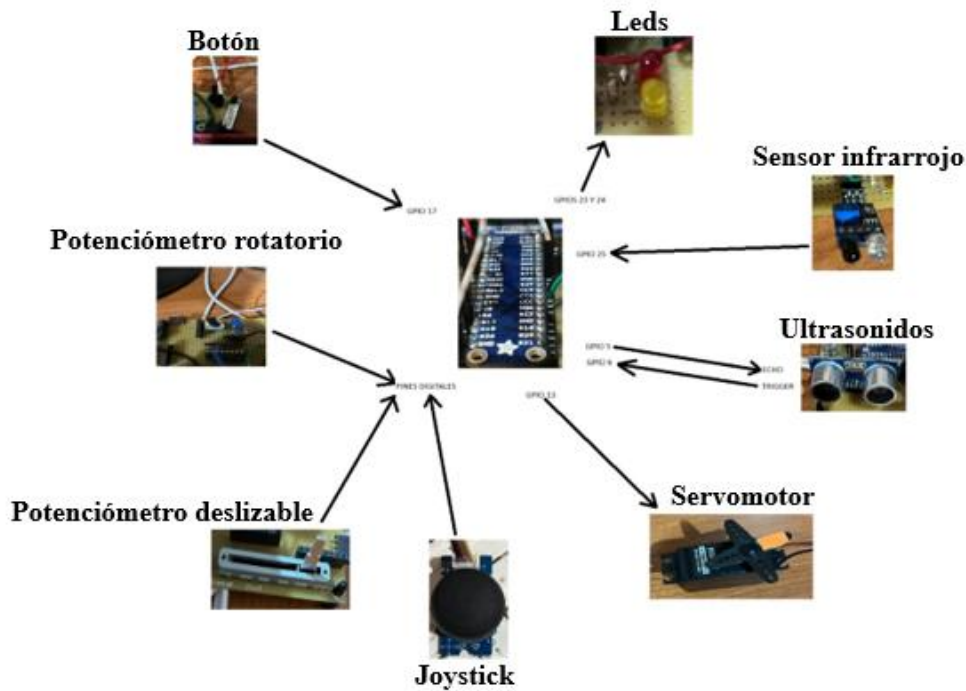 Botón
Leds
Sensor infrarrojo
GPIO 17
GPIOS 23 Y 24
Potenciómetro rotatorio
GPIO 25
Ultrasonidos
GPIO 5
GPIO 6
ECHO
TRIGGER
PINES DIGITALES
GPIO 13
Potenciómetro deslizable
Servomotor
Joystick